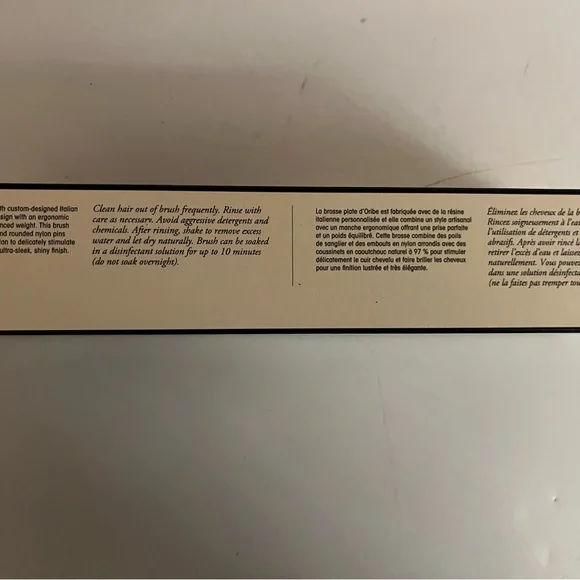 th custom-designed Italian
sign with an ergonomic
nced weight. This brush
nd rounded nylon pins
on to delicately stimulate
ultra-sleek, shiny finish.
Clean hair out of brush frequently. Rinse with
care as necessary. Avoid aggressive detergents and
chemicals. After rinsing, shake to remove excess
water and let dry naturally. Brush can be soaked
in a disinfectant solution for up to 10 minutes
(do not soak overnight).
La brosse plate d'Oribe est fabriquée avec de la résine
italienne personnalisée et elle combine un style artisanal
avec un manche ergonomique offrant une prise parfaite
et un poids équilibré. Cette brosse combine des poils
de sanglier et des embouts en nylon arrondis avec des
coussinets en caoutchouc naturel à 97 % pour stimuler
délicatement le cuir chevelu et faire briller les cheveux
pour une finition lustrée et très élégante.
Éliminez les cheveux de la b
Rincez soigneusement à l'ea
l'utilisation de détergents et
abrasifs. Après avoir rincé la
retirer l'excès d'eau et laisse
naturellement. Vous pouvez
dans une solution désinfecta
(ne la faites pas tremper tou